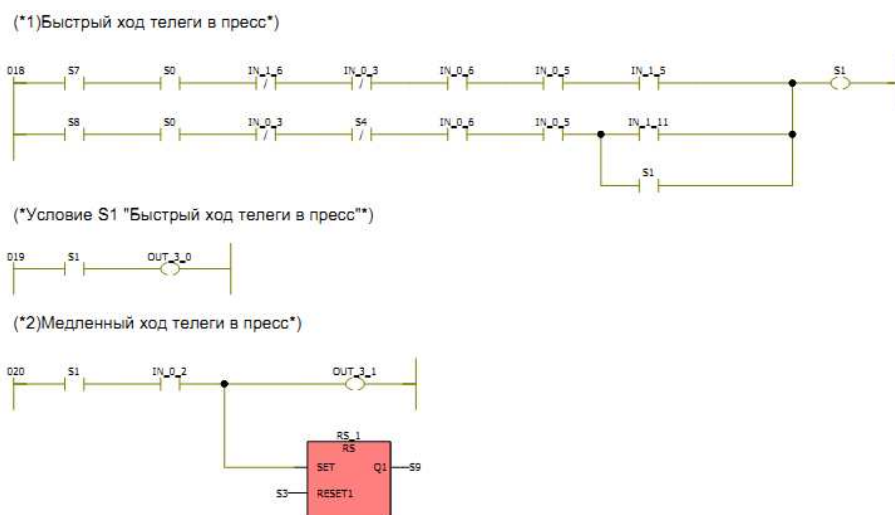 (*1)Быстрый ход телеги в пресс*)
018 S7 S0 IN_1_6 IN_0_3 IN_0_6 IN_0_5 IN_1_5 S1
S8 S0 IN_0_3 S4 IN_0_6 IN_0_5 IN_1_11
S1
(*Условие S1 "Быстрый ход телеги в пресс"*)
019 S1 OUT_3_0
(*2)Медленный ход телеги в пресс*)
020 S1 IN_0_2 OUT_3_1
RS_1
RS
SET Q1 S9
S3 RESET1